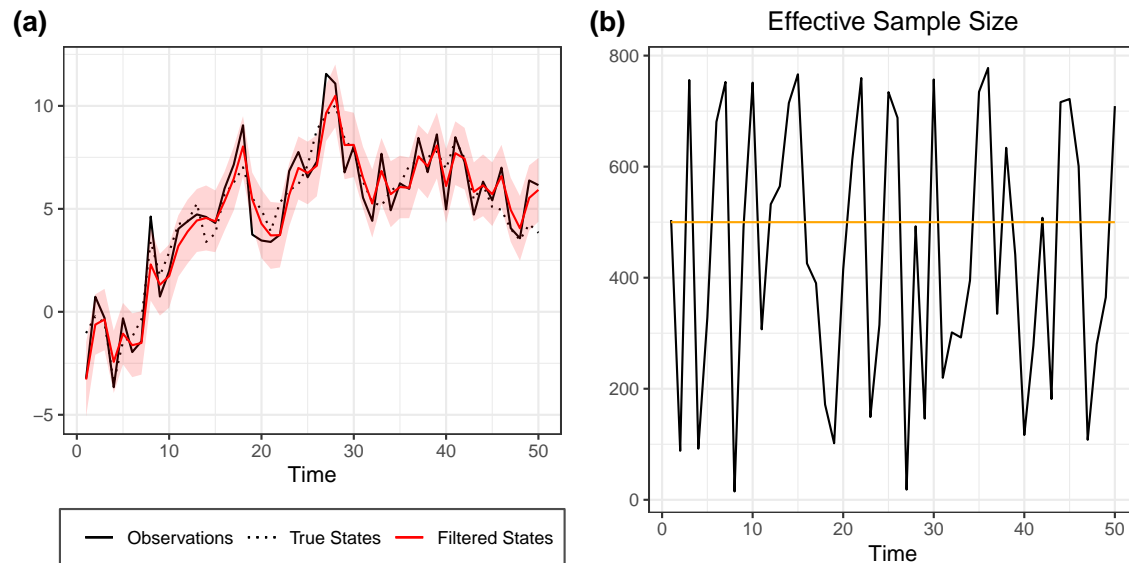 (a)
10
5
0
−5
0
10
20
30
40
50
Time
Observations
True States
Filtered States
(b)
Effective Sample Size
800
600
400
200
0
0
10
20
30
40
50
Time